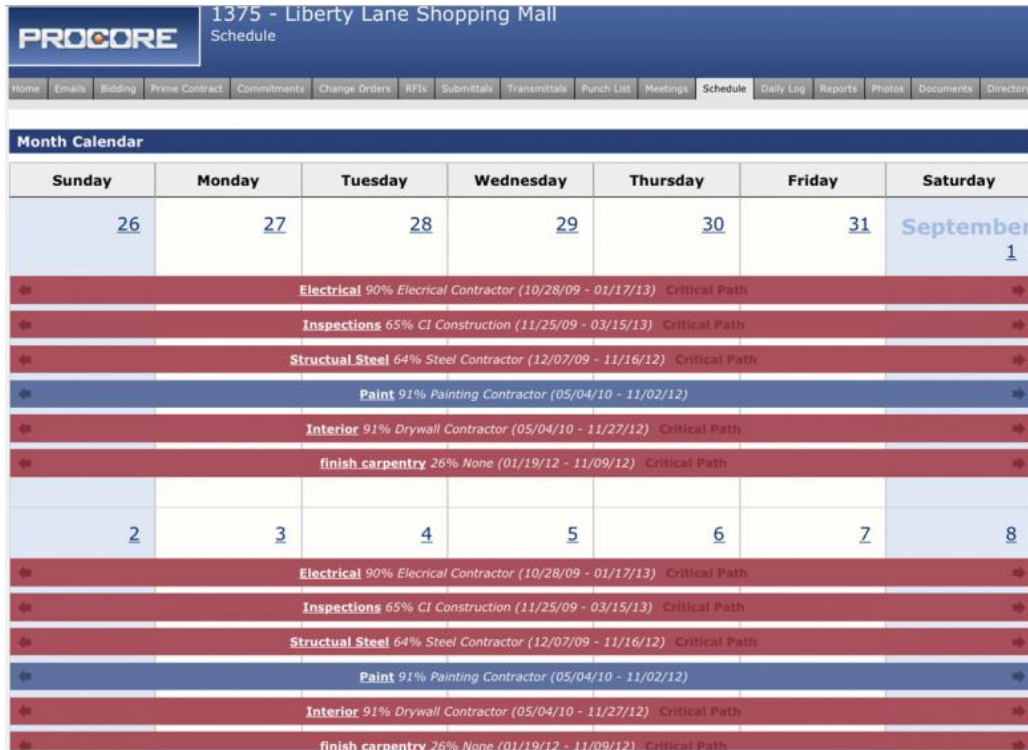 1375 - Liberty Lane Shopping Mall
PROCORE
Schedule
Home Emails Bidding Prime Contract Commitments Change Orders RFIs Submittals Transmittals Punch List Meetings Schedule Daily Log Reports Photos Documents Directory
Month Calendar
Sunday Monday Tuesday Wednesday Thursday Friday Saturday
26 27 28 29 30 31 September 1
Electrical 90% Elecrical Contractor (10/28/09 - 01/17/13) Critical Path
Inspections 65% CI Construction (11/25/09 - 03/15/13) Critical Path
Structual Steel 64% Steel Contractor (12/07/09 - 11/16/12) Critical Path
Paint 91% Painting Contractor (05/04/10 - 11/02/12)
Interior 91% Drywall Contractor (05/04/10 - 11/27/12) Critical Path
finish carpentry 26% None (01/19/12 - 11/09/12) Critical Path
2 3 4 5 6 7 8
Electrical 90% Elecrical Contractor (10/28/09 - 01/17/13) Critical Path
Inspections 65% CI Construction (11/25/09 - 03/15/13) Critical Path
Structual Steel 64% Steel Contractor (12/07/09 - 11/16/12) Critical Path
Paint 91% Painting Contractor (05/04/10 - 11/02/12)
Interior 91% Drywall Contractor (05/04/10 - 11/27/12) Critical Path
finish carpentry 26% None (01/19/12 - 11/09/12) Critical Path